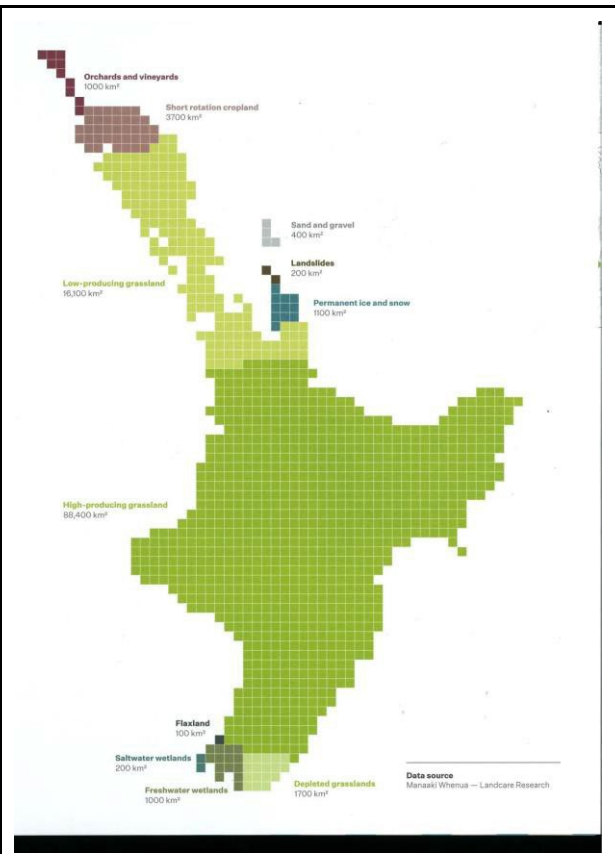 Orchards and vineyards
1000 km²
Short rotation cropland
3700 km²
Sand and gravel
400 km²
Landslides
200 km²
Low-producing grassland
16,100 km²
Permanent ice and snow
1100 km²
High-producing grassland
88,400 km²
Flaxland
100 km²
Saltwater wetlands
200 km²
Freshwater wetlands
1000 km²
Depleted grasslands
1700 km²
Data source
Manaaki Whenua — Landcare Research